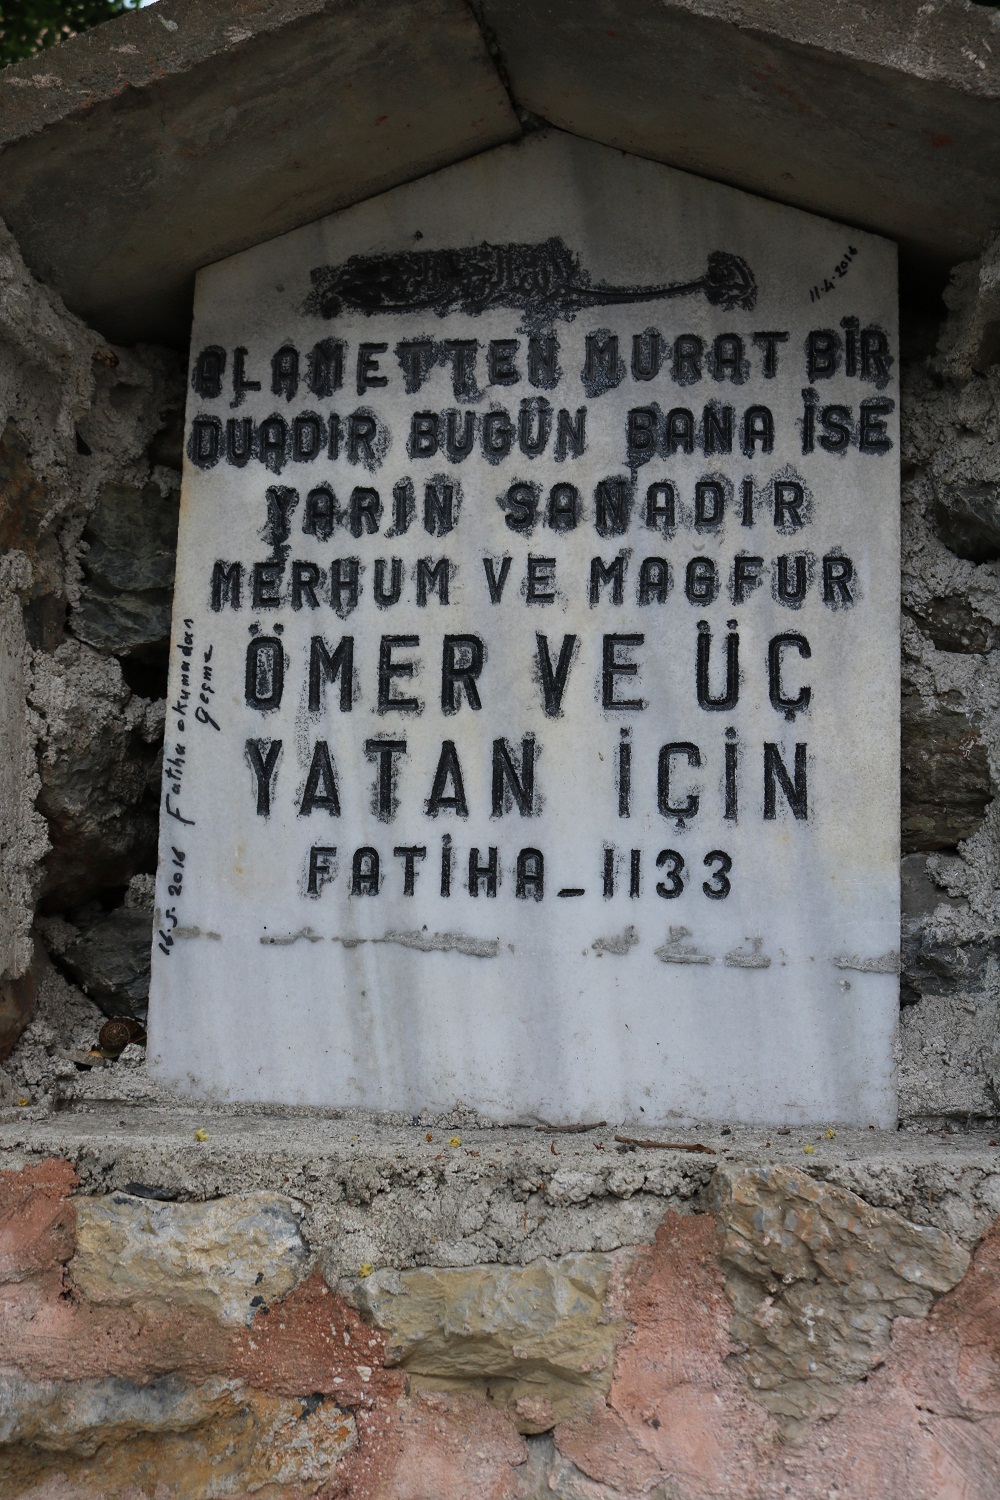 11.4.2016
ALAMETTEN MURAT BİR
DUADIR BUGÜN BANA İSE
YARIN SANADIR
MERHUM VE MAGFUR
ÖMER VE ÜÇ
YATAN İÇİN
FATİHA_1133
16.5.2016 Fatiha okumadan
geçme